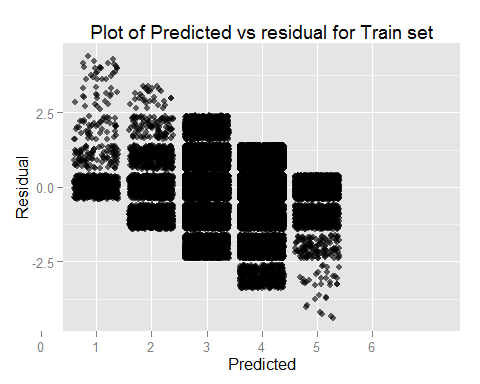 Plot of Predicted vs residual for Train set
Residual
2.5
0.0
-2.5
0 1 2 3 4 5 6
Predicted